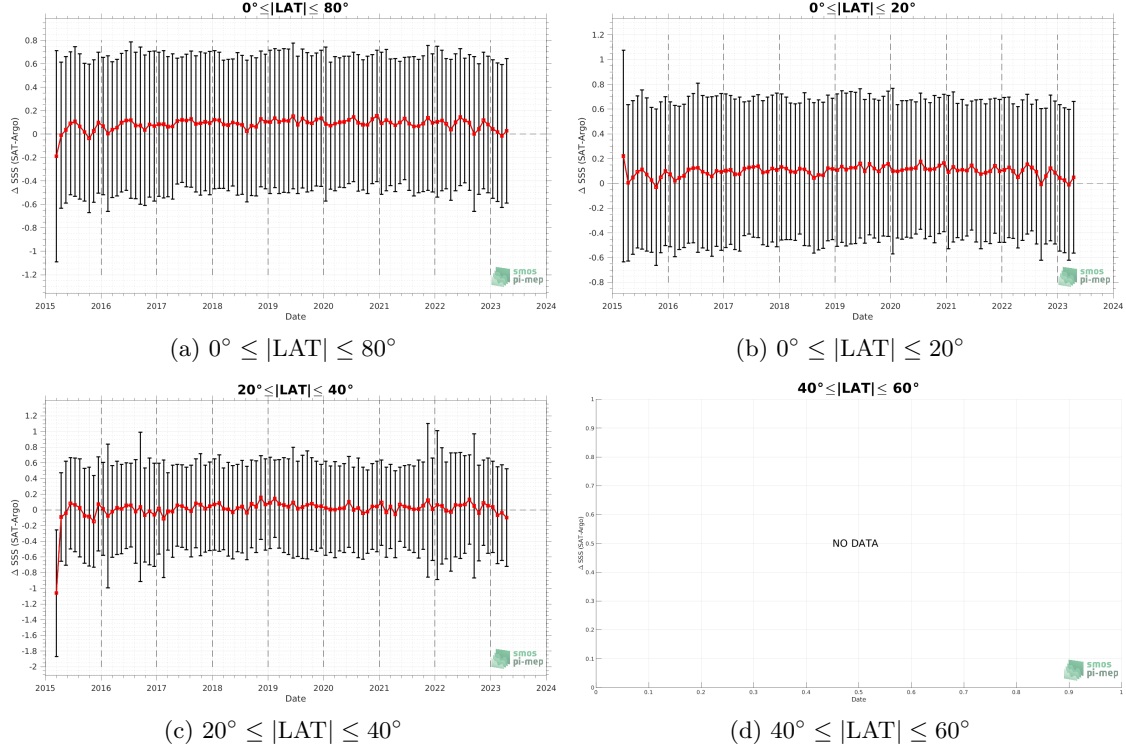 0°≤|LAT|≤ 80°
Δ SSS (SAT-Argo)
0.8
0.6
0.4
0.2
0
-0.2
-0.4
-0.6
-0.8
-1
-1.2
2015 2016 2017 2018 2019 2020 2021 2022 2023 2024
Date
smos
pi-mep
(a) 0° ≤ |LAT| ≤ 80°
0°≤|LAT|≤ 20°
Δ SSS (SAT-Argo)
1.2
1
0.8
0.6
0.4
0.2
0
-0.2
-0.4
-0.6
-0.8
2015 2016 2017 2018 2019 2020 2021 2022 2023 2024
Date
smos
pi-mep
(b) 0° ≤ |LAT| ≤ 20°
20°≤|LAT|≤ 40°
Δ SSS (SAT-Argo)
1.2
1
0.8
0.6
0.4
0.2
0
-0.2
-0.4
-0.6
-0.8
-1
-1.2
-1.4
-1.6
-1.8
-2
2015 2016 2017 2018 2019 2020 2021 2022 2023 2024
Date
smos
pi-mep
(c) 20° ≤ |LAT| ≤ 40°
40°≤|LAT|≤ 60°
Δ SSS (SAT-Argo)
1
0.9
0.8
0.7
0.6
0.5
0.4
0.3
0.2
0.1
0
NO DATA
0 0.1 0.2 0.3 0.4 0.5 0.6 0.7 0.8 0.9 1
Date
smos
pi-mep
(d) 40° ≤ |LAT| ≤ 60°